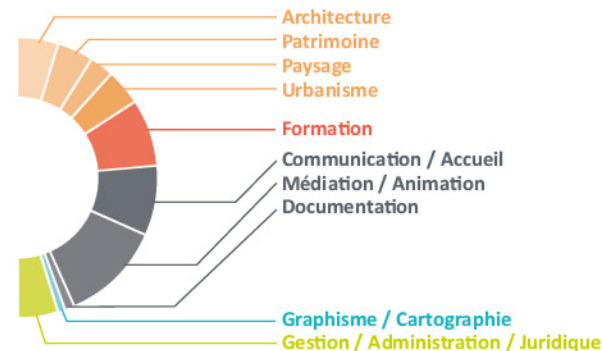 Architecture
Patrimoine
Paysage
Urbanisme
Formation
Communication / Accueil
Médiation / Animation
Documentation
Graphisme / Cartographie
Gestion / Administration / Juridique